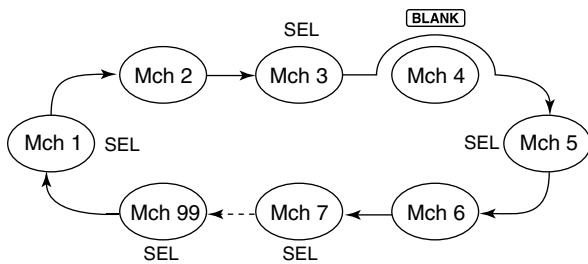 BLANK
SEL
Mch 2
Mch 3
Mch 4
Mch 1
SEL
SEL
Mch 5
Mch 99
Mch 7
Mch 6
SEL
SEL